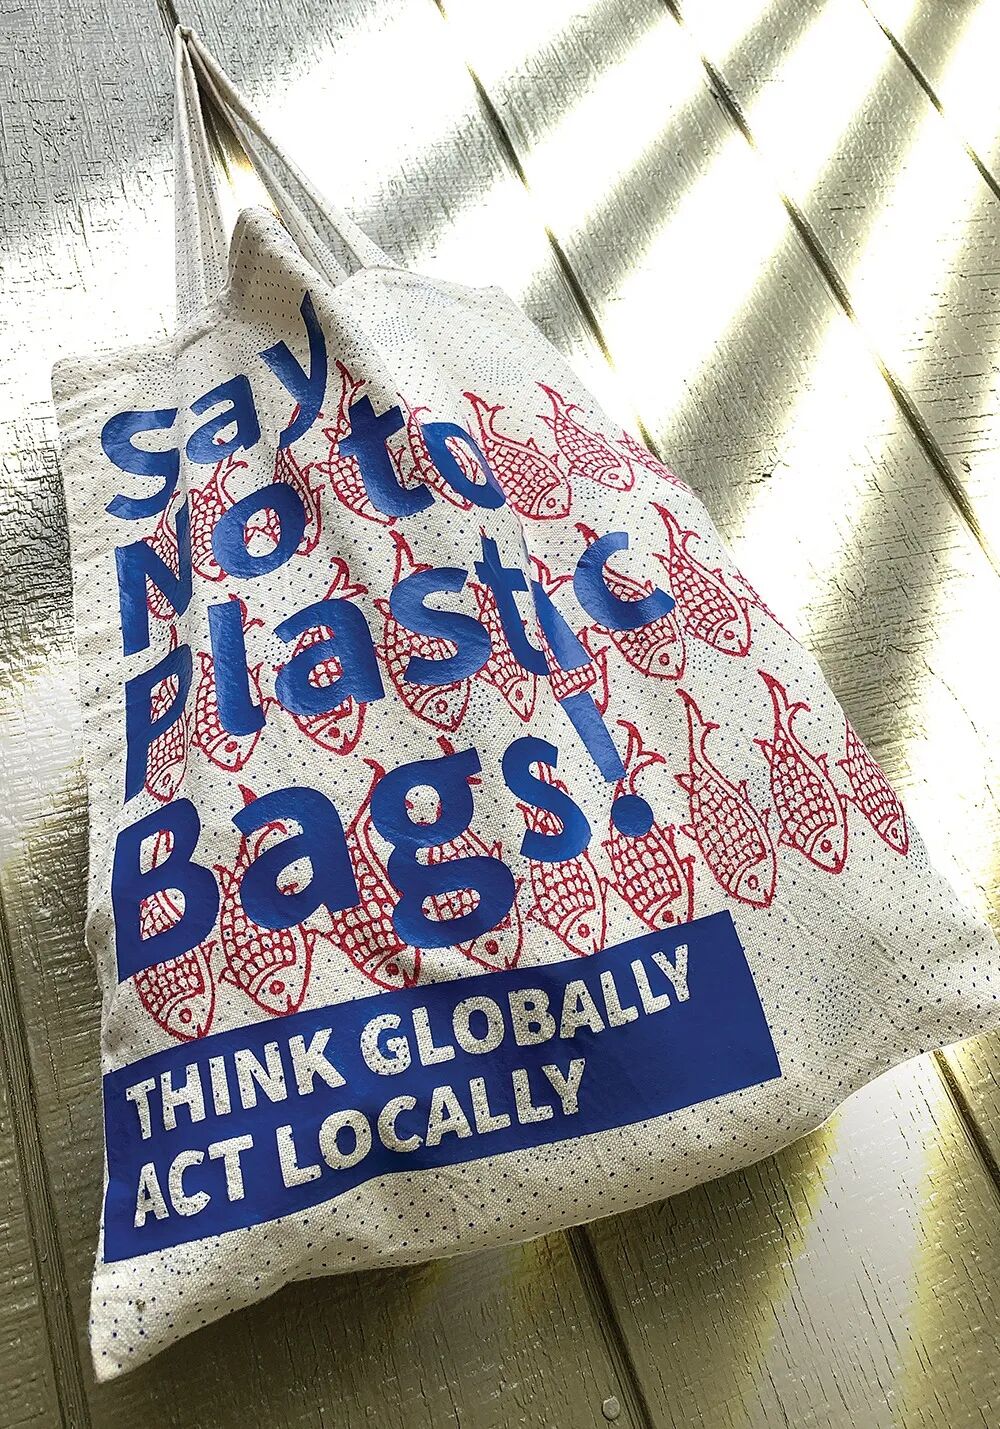 Say
No to
Plastic
Bags!
THINK GLOBALLY
ACT LOCALLY